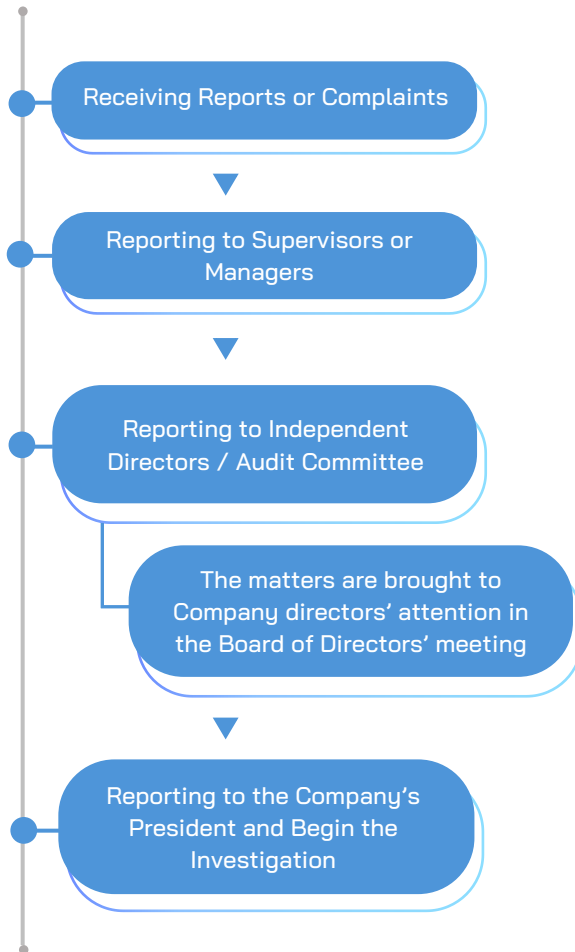 Receiving Reports or Complaints
Reporting to Supervisors or
Managers
Reporting to Independent
Directors / Audit Committee
The matters are brought to
Company directors’ attention in
the Board of Directors’ meeting
Reporting to the Company’s
President and Begin the
Investigation